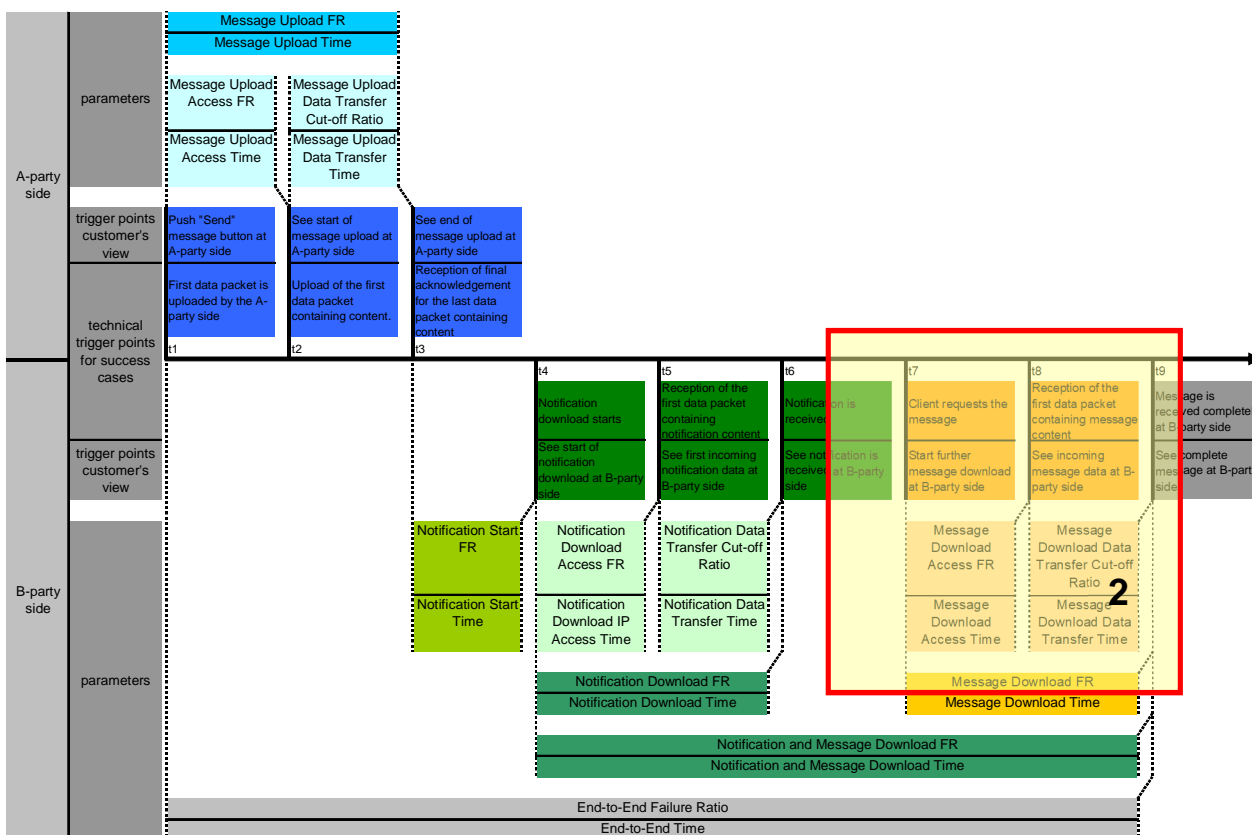 Message Upload FR
Message Upload Time
A-party
side
parameters
Message Upload
Access FR
Message Upload
Access Time
Message Upload
Data Transfer
Cut-off Ratio
Message Upload
Data Transfer
Time
trigger points
customer's
view
Push "Send"
message button at
A-party side
See start of
message upload at
A-party side
See end of
message upload at
A-party side
technical
trigger points
for success
cases
First data packet is
uploaded by the A-
party side
Upload of the first
data packet
containing content.
Reception of final
acknowledgement
for the last data
packet containing
content
t1
t2
t3
t4
t5
t6
t7
t8
t9
Notification
download starts
Reception of the
first data packet
containing
notification content
Notification is
received
Client requests the
message
Reception of the
first data packet
containing message
content
Message is
received complete
at B-party side
trigger points
customer's
view
See start of
notification
download at B-party
side
See first incoming
notification data at
B-party side
See notification is
received at B-party
side
Start further
message download
at B-party side
See incoming
message data at B-
party side
See complete
message at B-part
side
B-party
side
parameters
Notification Start
FR
Notification Start
Time
Notification
Download
Access FR
Notification
Download IP
Access Time
Notification Data
Transfer Cut-off
Ratio
Notification Data
Transfer Time
Message
Download
Access FR
Message
Download
Access Time
Message
Download Data
Transfer Cut-off
Ratio
Message
Download Data
Transfer Time
2
Notification Download FR
Notification Download Time
Message Download FR
Message Download Time
Notification and Message Download FR
Notification and Message Download Time
End-to-End Failure Ratio
End-to-End Time